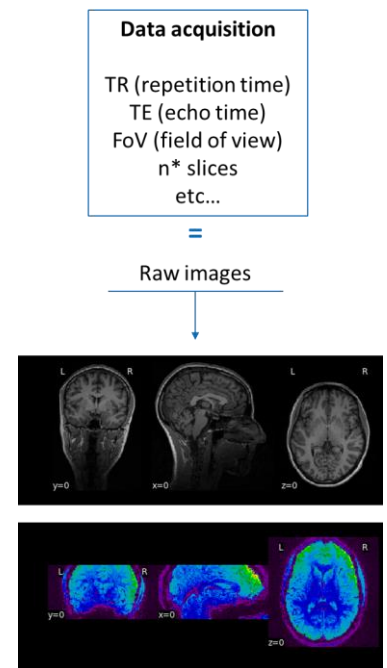 Data acquisition
TR (repetition time)
TE (echo time)
FoV (field of view)
n* slices
etc...
=
Raw images
L R L R
y=0 x=0 z=0
L R L R
y=0 x=0 z=0